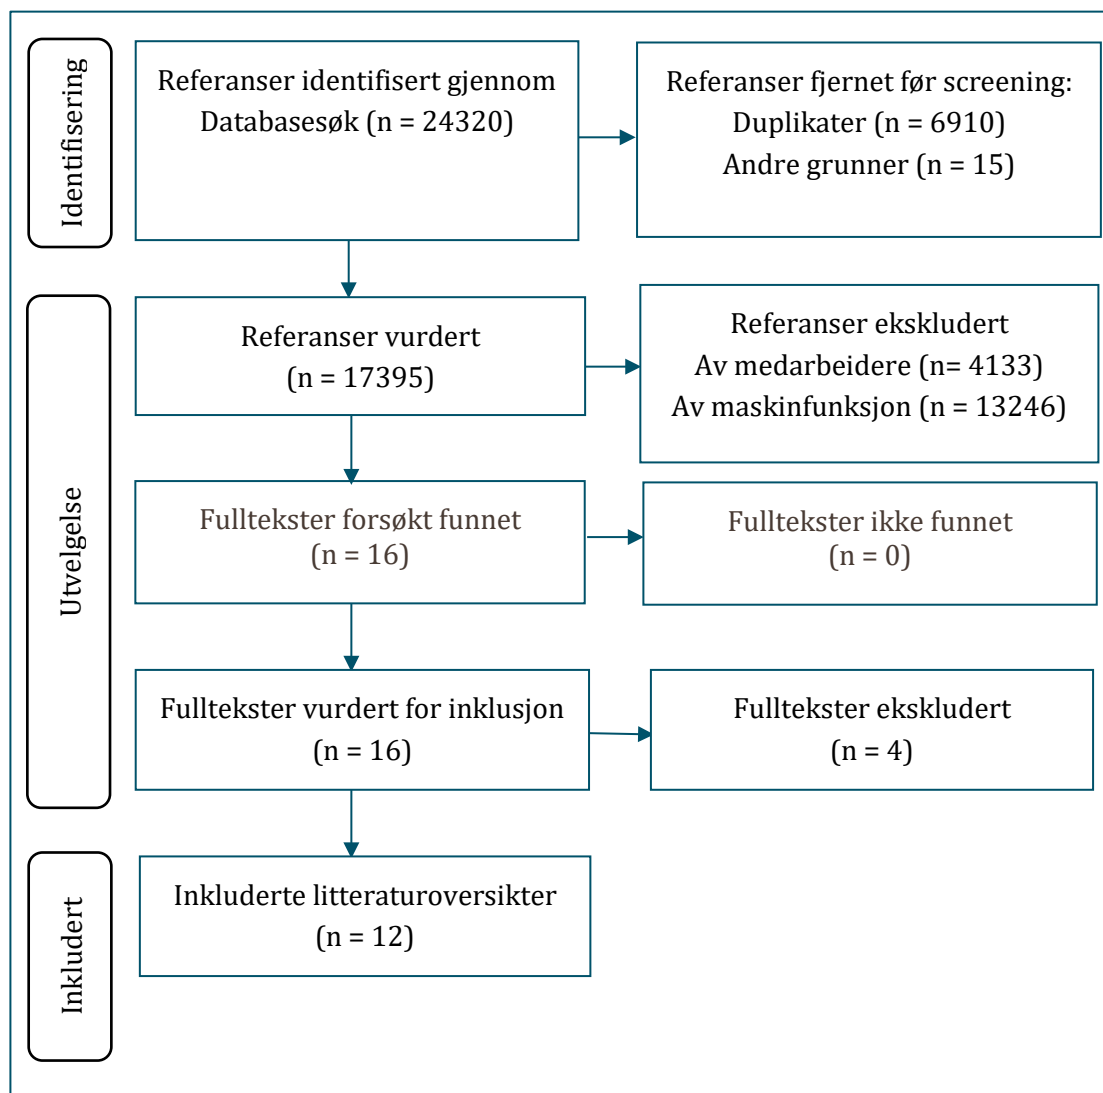 Identifisering
Referanser identifisert gjennom
Databasesøk (n = 24320)
Referanser fjernet før screening:
Duplikater (n = 6910)
Andre grunner (n = 15)
Utvelgelse
Referanser vurdert
(n = 17395)
Referanser ekskludert
Av medarbeidere (n= 4133)
Av maskinfunksjon (n = 13246)
Fulltekster forsøkt funnet
(n = 16)
Fulltekster ikke funnet
(n = 0)
Fulltekster vurdert for inklusjon
(n = 16)
Fulltekster ekskludert
(n = 4)
Inkludert
Inkluderte litteraturoversikter
(n = 12)